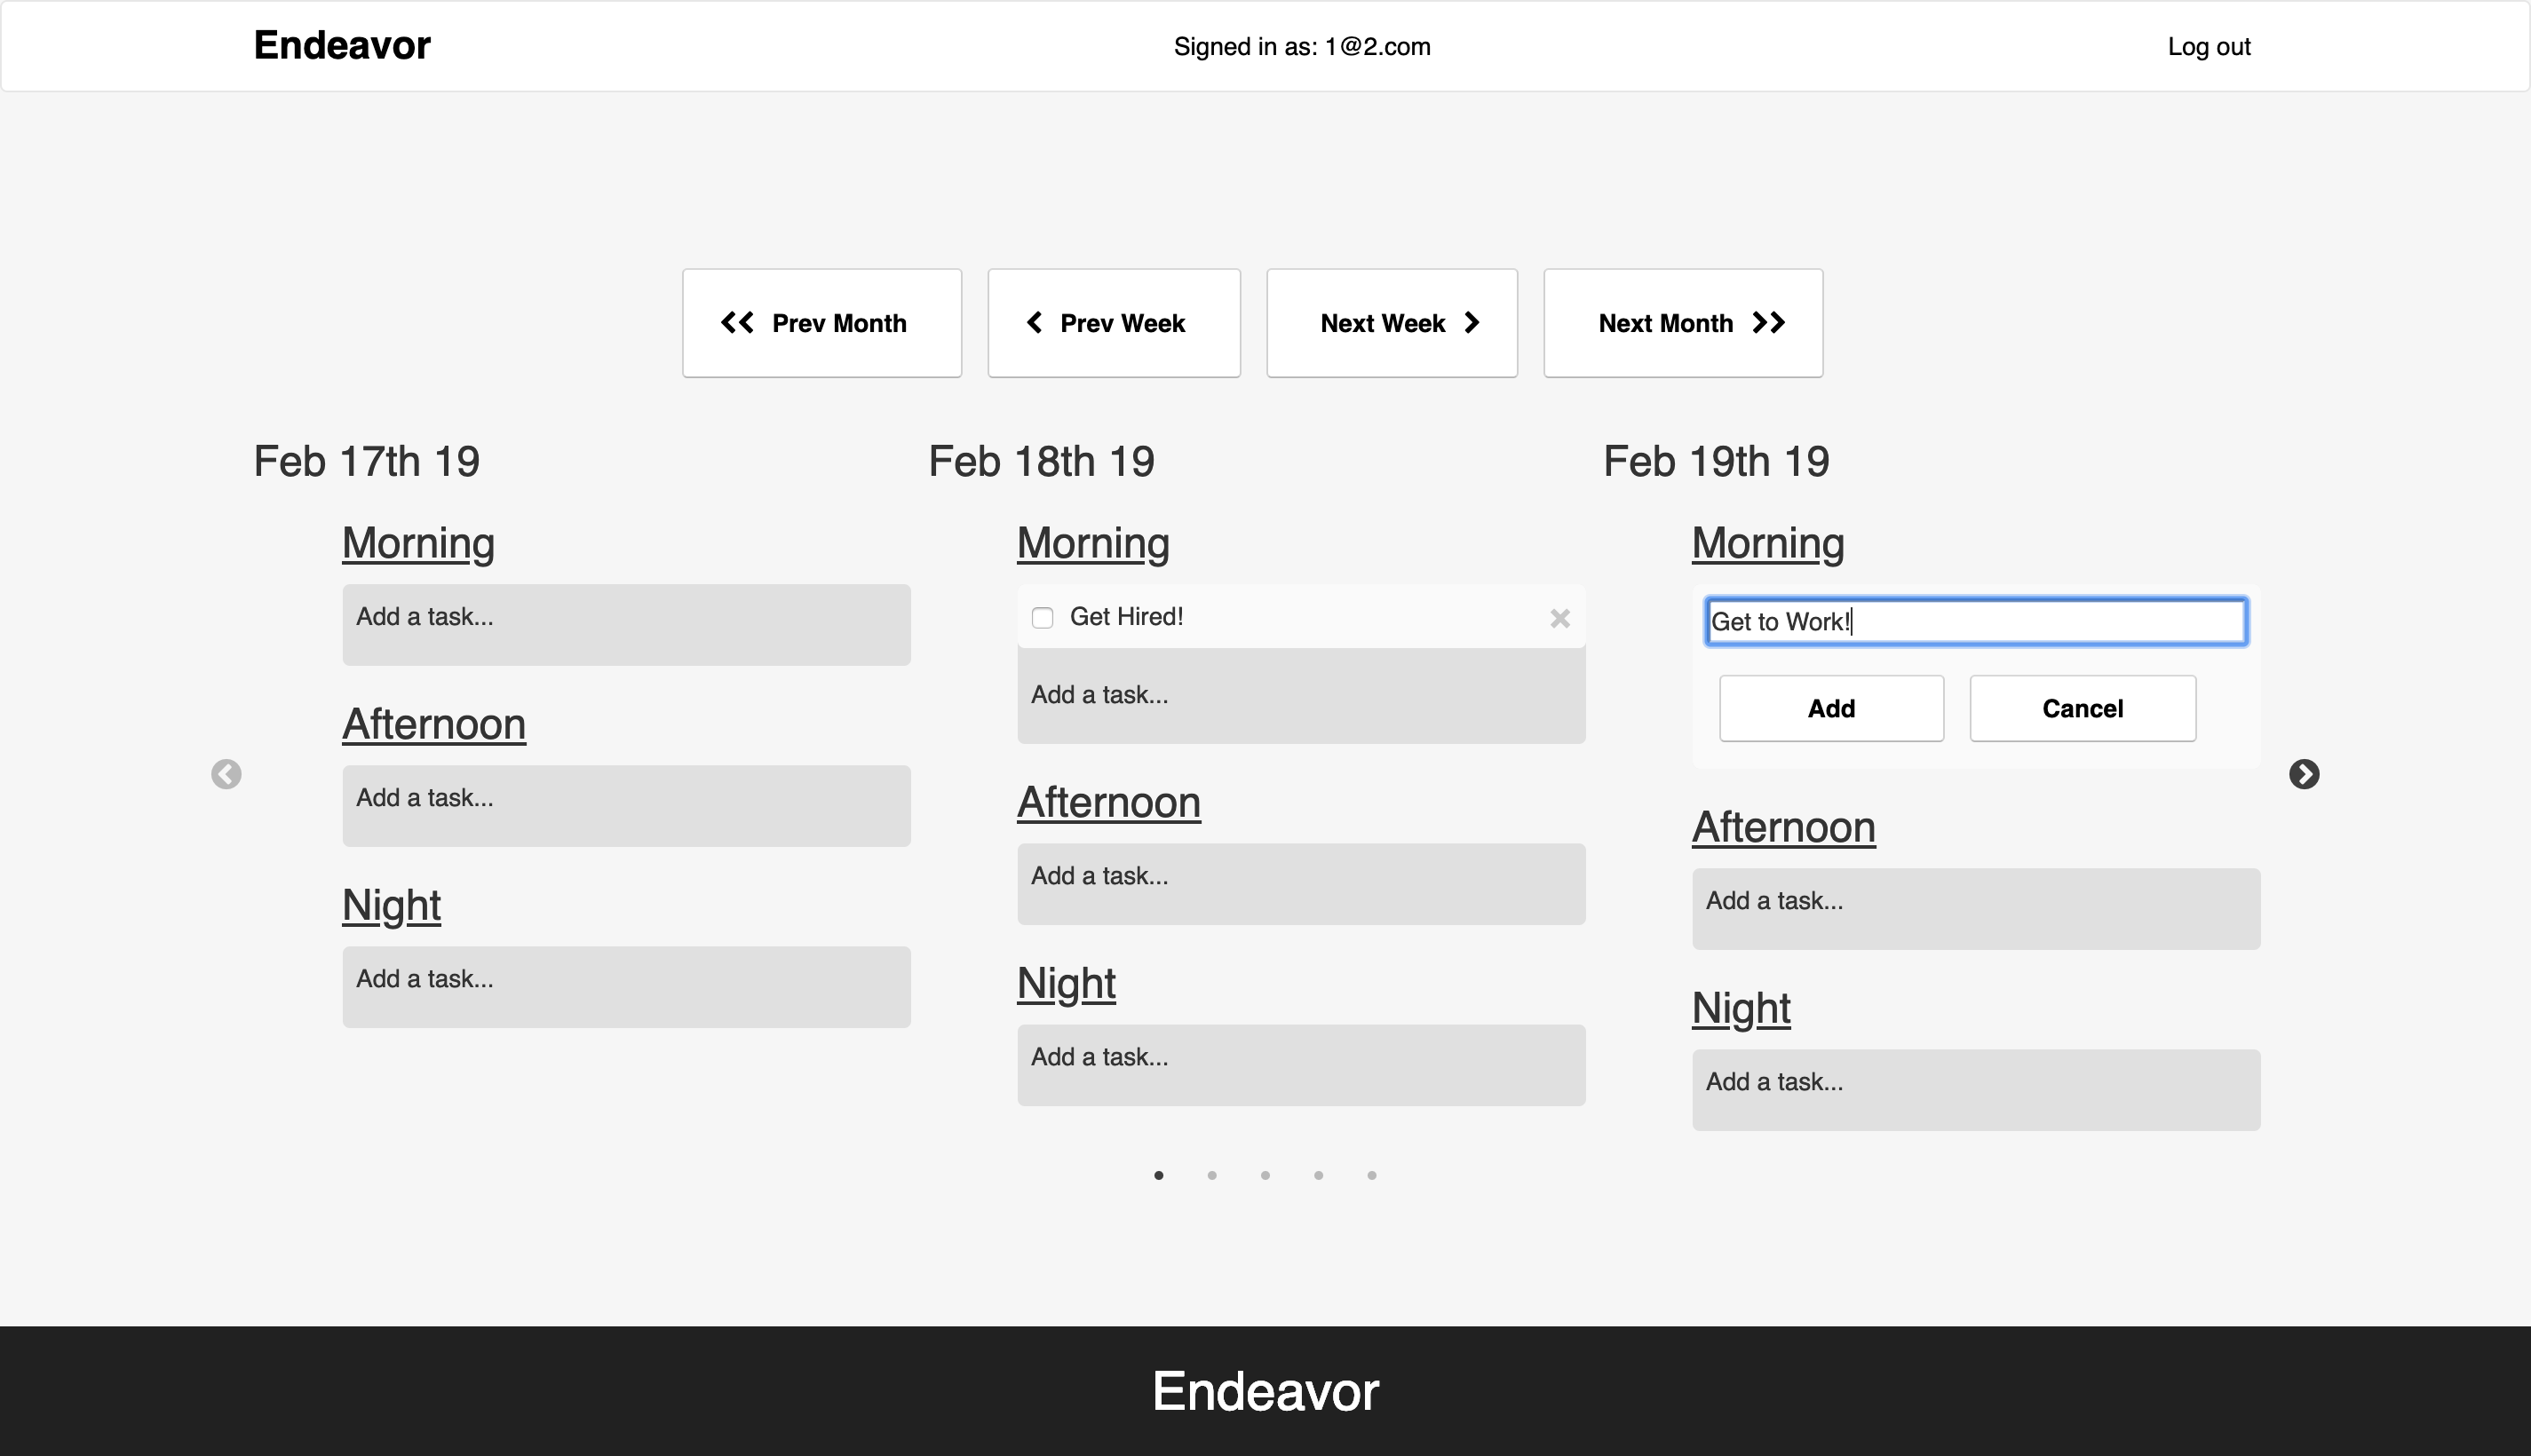 Endeavor
Signed in as: 1@2.com
Log out
Prev Month
Prev Week
Next Week
Next Month
Feb 17th 19
Morning
Add a task...
Afternoon
Add a task...
Night
Add a task...
Feb 18th 19
Morning
Get Hired!
Add a task...
Afternoon
Add a task...
Night
Add a task...
Feb 19th 19
Morning
Get to Work!
Add
Cancel
Afternoon
Add a task...
Night
Add a task...
Endeavor